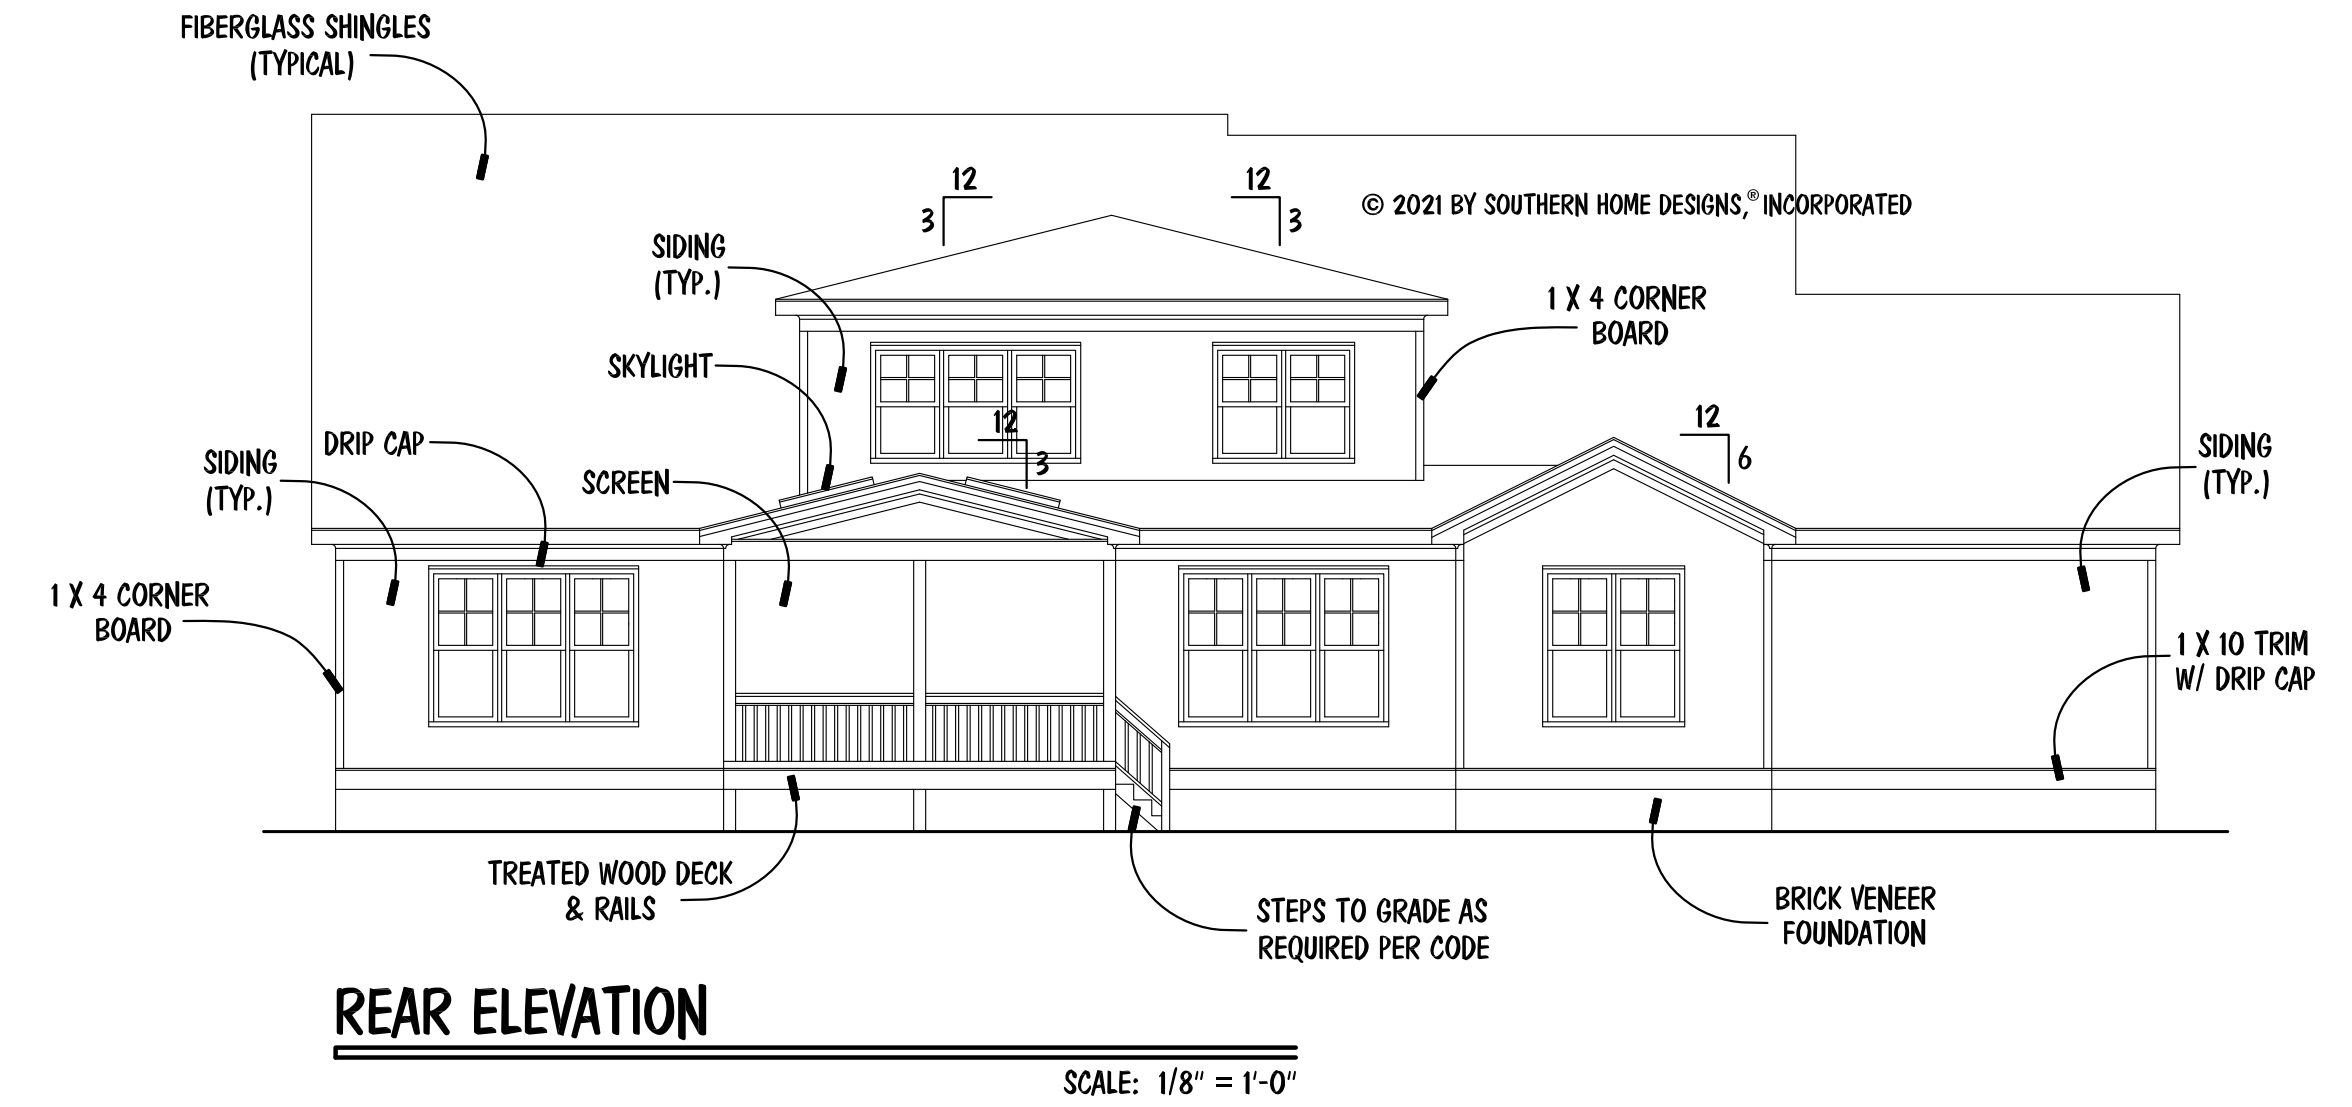 FIBERGLASS SHINGLES
(TYPICAL)
12
12
3
3
© 2021 BY SOUTHERN HOME DESIGNS,® INCORPORATED
SIDING
(TYP.)
1 X 4 CORNER
BOARD
SKYLIGHT
12
3
12
6
DRIP CAP
SIDING
(TYP.)
SCREEN
SIDING
(TYP.)
1 X 4 CORNER
BOARD
1 X 10 TRIM
W/ DRIP CAP
TREATED WOOD DECK
& RAILS
STEPS TO GRADE AS
REQUIRED PER CODE
BRICK VENEER
FOUNDATION
REAR ELEVATION
SCALE: 1/8" = 1'-0"